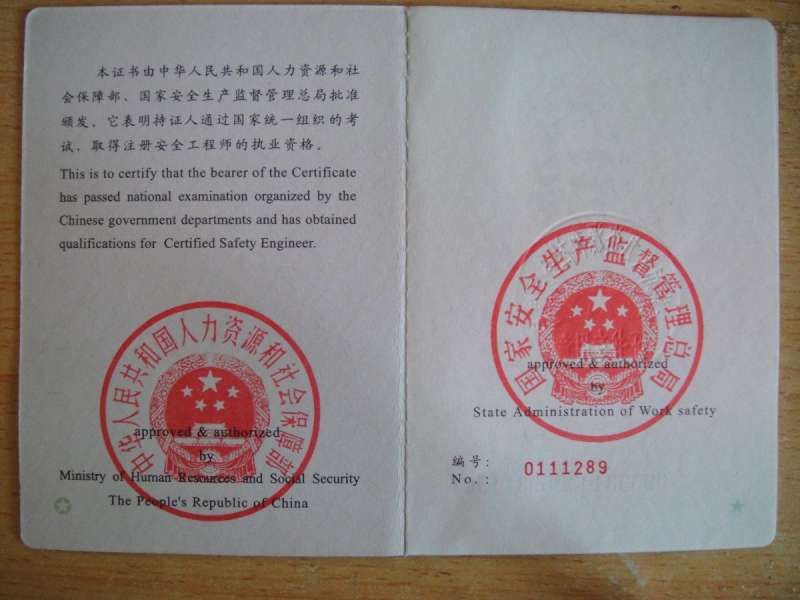 本证书由中华人民共和国人力资源和社
会保障部、国家安全生产监督管理总局批准
颁发，它表明持证人通过国家统一组织的考
试，取得注册安全工程师的执业资格。
This is to certify that the bearer of the Certificate
has passed national examination organized by the
Chinese government departments and has obtained
qualifications for Certified Safety Engineer.
中华人民共和国人力资源和社会保障部
approved & authorized
by
Ministry of Human Resources and Social Security
The People's Republic of China
国家安全生产监督管理总局
approved & authorized
by
State Administration of Work safety
编号：
No.：
0111289